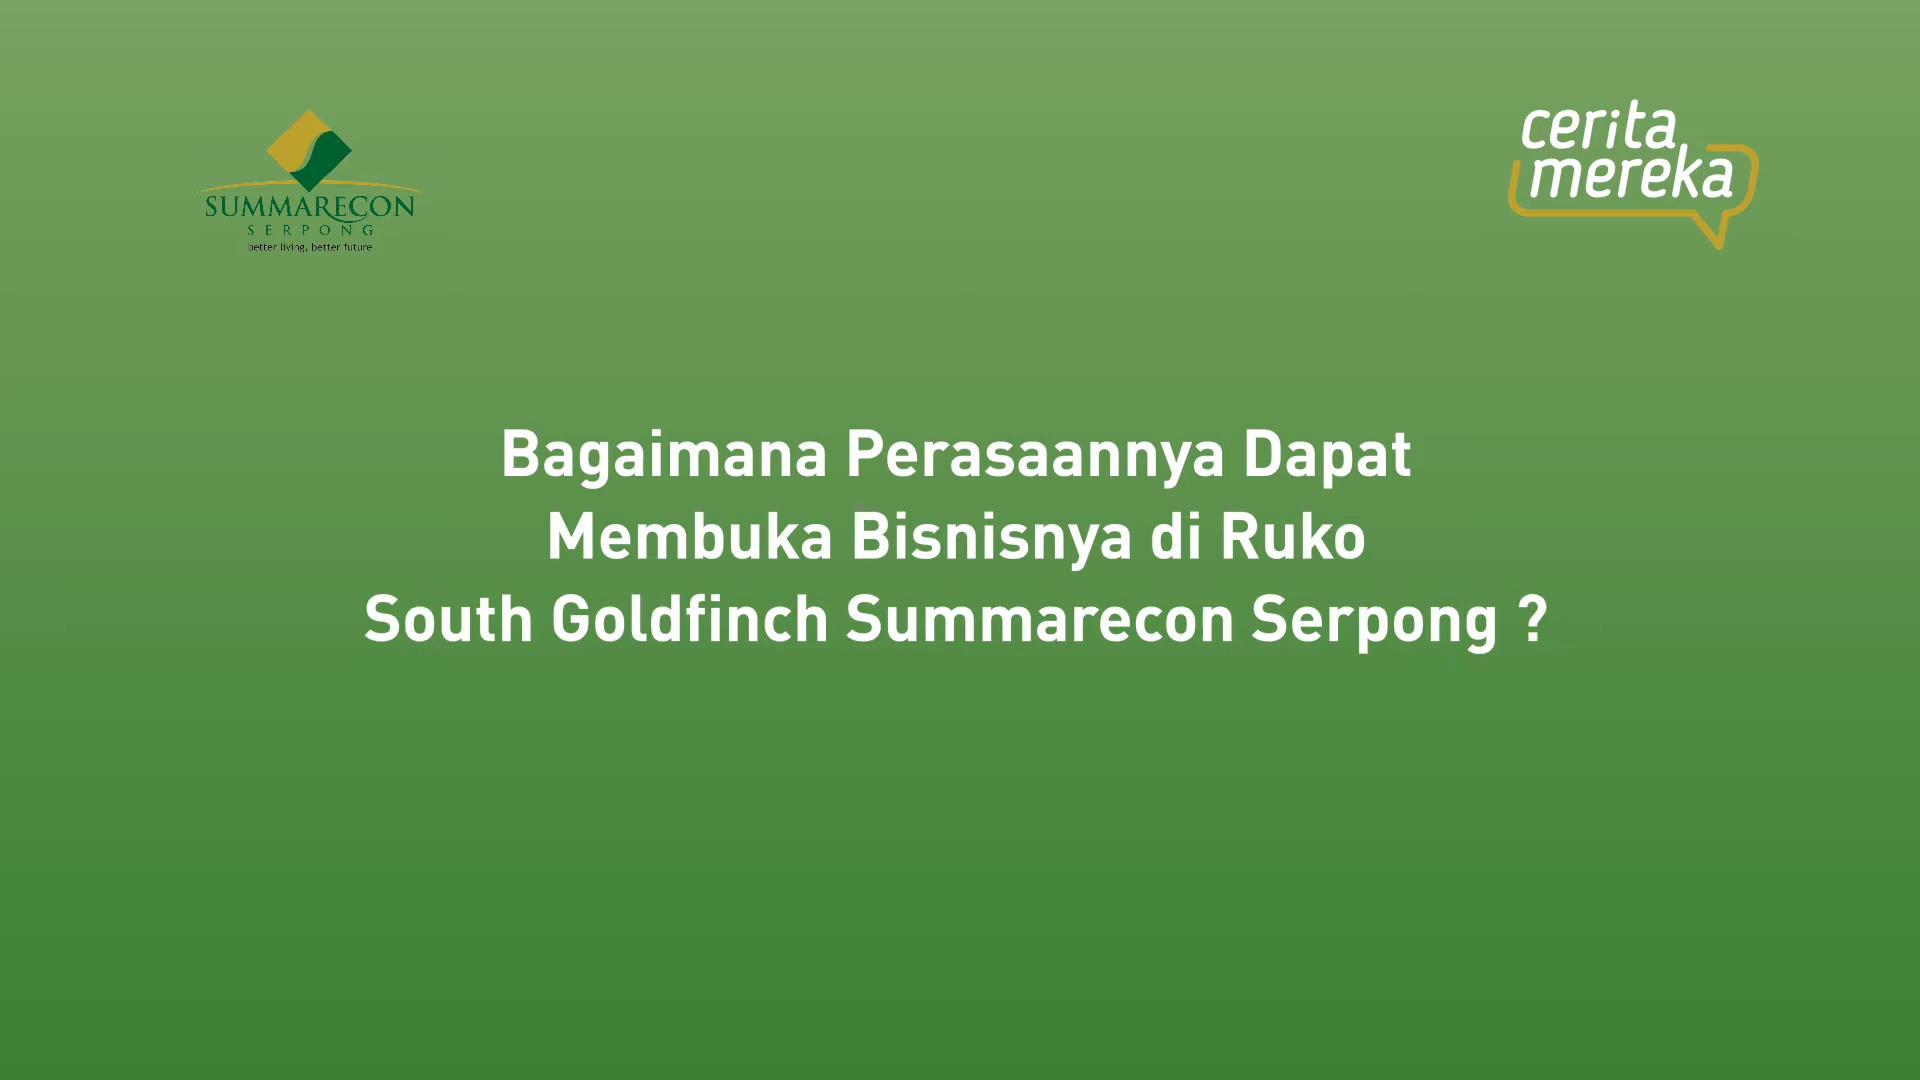 SUMMARECON
SERPONG
better living, better future
cerita
mereka
Bagaimana Perasaannya Dapat
Membuka Bisnisnya di Ruko
South Goldfinch Summarecon Serpong ?